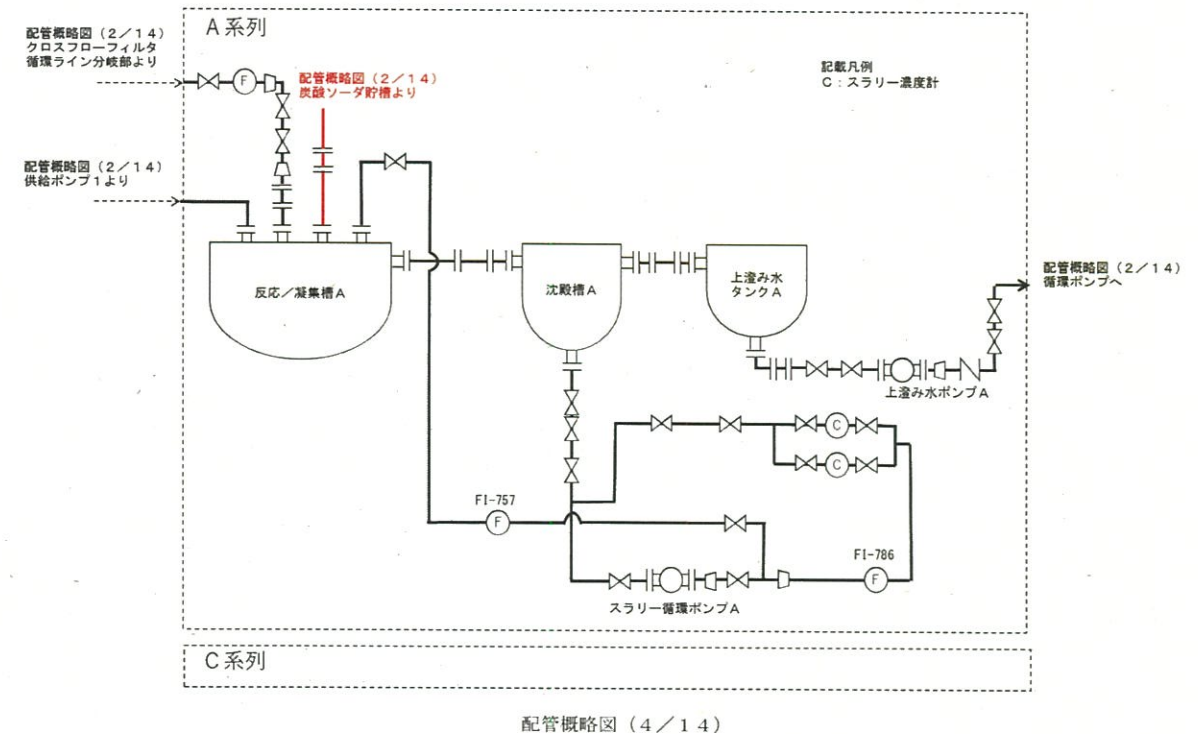 A系列
配管概略図（２／１４）
クロスフローフィルタ
循環ライン分岐部より
F
配管概略図（２／１４）
炭酸ソーダ貯槽より
記載凡例
C：スラリー濃度計
配管概略図（２／１４）
供給ポンプ１より
反応／凝集槽A
沈殿槽A
上澄み水
タンクA
配管概略図（２／１４）
循環ポンプへ
上澄み水ポンプA
C
C
FI-757
F
FI-786
F
スラリー循環ポンプA
C系列
配管概略図（４／１４）